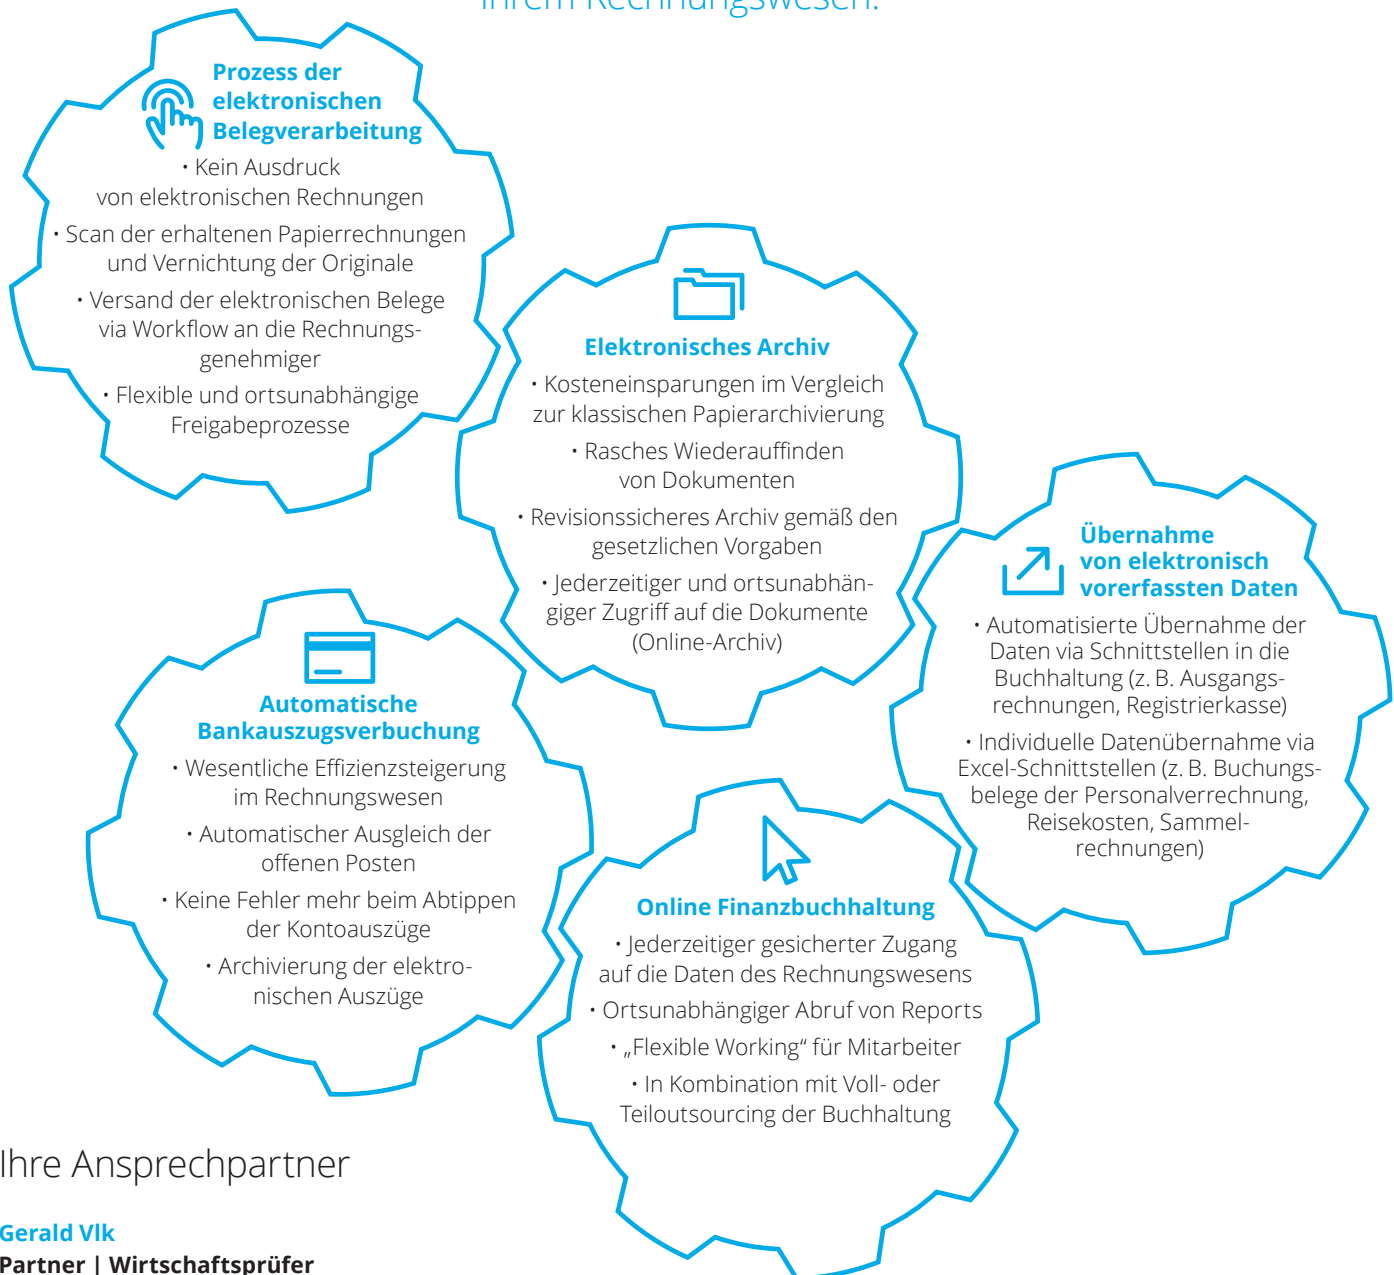 Ihrem Rechnungswesen.
Prozess der
elektronischen
Belegverarbeitung
• Kein Ausdruck
von elektronischen Rechnungen
• Scan der erhaltenen Papierrechnungen
und Vernichtung der Originale
• Versand der elektronischen Belege
via Workflow an die Rechnungs-
genehmiger
• Flexible und ortsunabhängige
Freigabeprozesse
Elektronisches Archiv
• Kosteneinsparungen im Vergleich
zur klassischen Papierarchivierung
• Rasches Wiederauffinden
von Dokumenten
• Revisionssicheres Archiv gemäß den
gesetzlichen Vorgaben
• Jederzeitiger und ortsunabhän-
giger Zugriff auf die Dokumente
(Online-Archiv)
Übernahme
von elektronisch
vorerfassten Daten
• Automatisierte Übernahme der
Daten via Schnittstellen in die
Buchhaltung (z. B. Ausgangs-
rechnungen, Registrierkasse)
• Individuelle Datenübernahme via
Excel-Schnittstellen (z. B. Buchungs-
belege der Personalverrechnung,
Reisekosten, Sammel-
rechnungen)
Automatische
Bankauszugsverbuchung
• Wesentliche Effizienzsteigerung
im Rechnungswesen
• Automatischer Ausgleich der
offenen Posten
• Keine Fehler mehr beim Abtippen
der Kontoauszüge
• Archivierung der elektro-
nischen Auszüge
Online Finanzbuchhaltung
• Jederzeitiger gesicherter Zugang
auf die Daten des Rechnungswesens
• Ortsunabhängiger Abruf von Reports
• „Flexible Working“ für Mitarbeiter
• In Kombination mit Voll- oder
Teiloutsourcing der Buchhaltung
Ihre Ansprechpartner
Gerald Vlk
Partner | Wirtschaftsprüfer